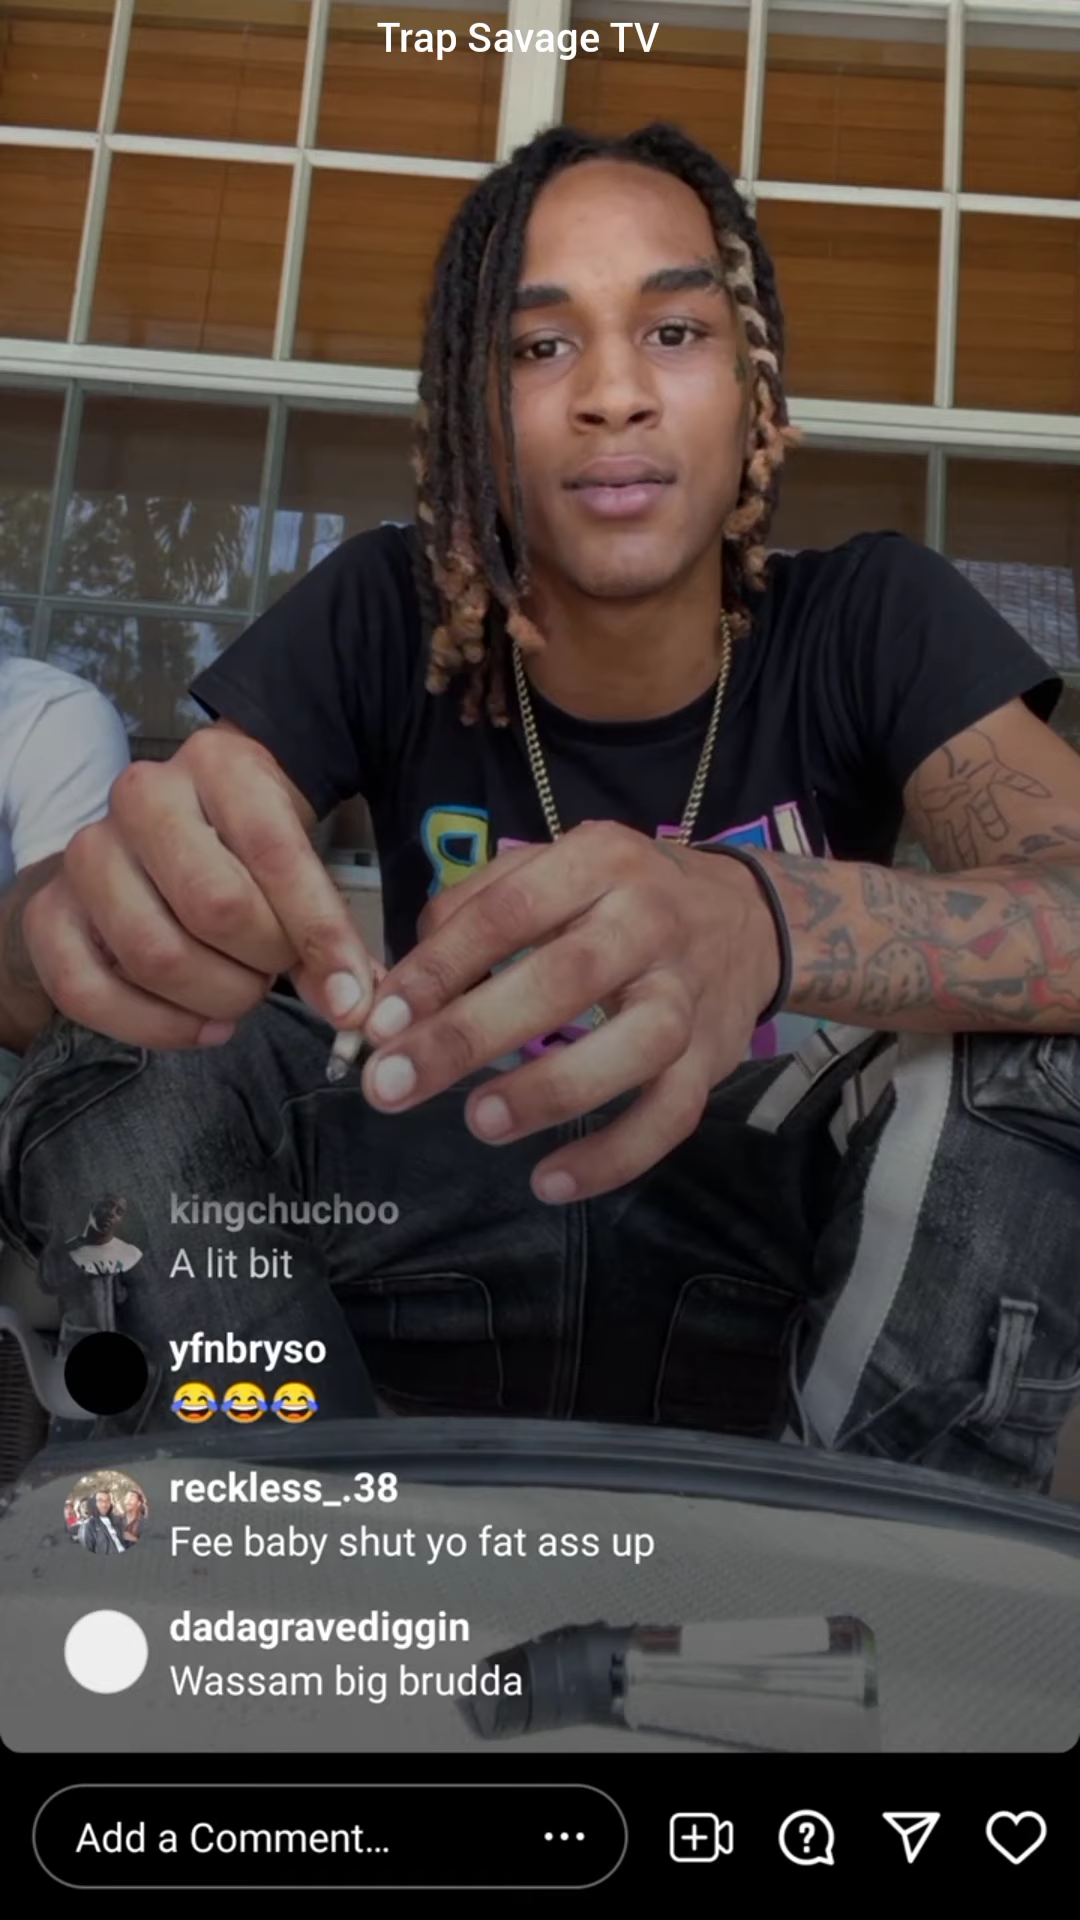 Trap Savage TV
kingchuchoo
A lit bit
yfnbryso
😂😂😂
reckless_.38
Fee baby shut yo fat ass up
dadagravediggin
Wassam big brudda
Add a Comment...